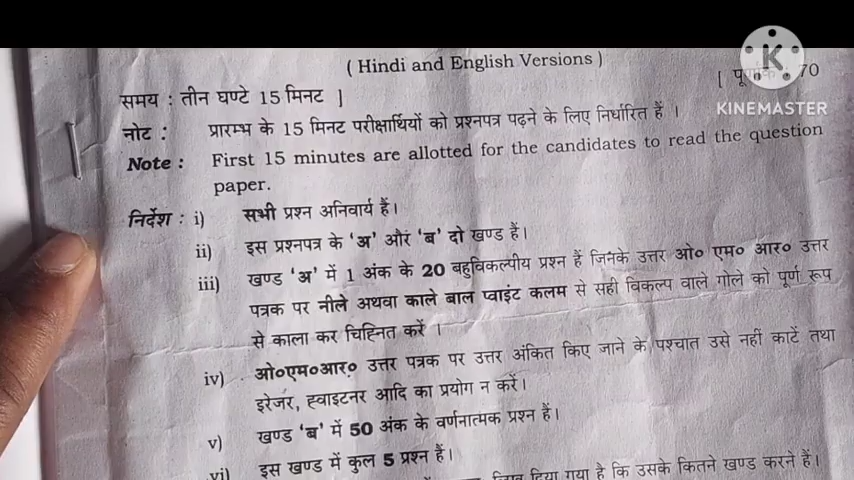 ( Hindi and English Versions )
[ पूर्णांक : 70
K
KINEMASTER
समय : तीन घण्टे 15 मिनट ]
नोट : प्रारम्भ के 15 मिनट परीक्षार्थियों को प्रश्नपत्र पढ़ने के लिए निर्धारित हैं ।
Note : First 15 minutes are allotted for the candidates to read the question
paper.
निर्देश : i) सभी प्रश्न अनिवार्य हैं।
ii) इस प्रश्नपत्र के 'अ' और 'ब' दो खण्ड हैं।
iii) खण्ड 'अ' में 1 अंक के 20 बहुविकल्पीय प्रश्न हैं जिनके उत्तर ओ० एम० आर० उत्तर
पत्रक पर नीले अथवा काले बाल प्वाइंट कलम से सही विकल्प वाले गोले को पूर्ण रूप
से काला कर चिह्नित करें ।
iv) ओ०एम०आर० उत्तर पत्रक पर उत्तर अंकित किए जाने के पश्चात उसे नहीं काटें तथा
इरेजर, ह्वाइटनर आदि का प्रयोग न करें।
v) खण्ड 'ब' में 50 अंक के वर्णनात्मक प्रश्न हैं।
vi) इस खण्ड में कुल 5 प्रश्न हैं।
दिया गया है कि उसके कितने खण्ड करने हैं।